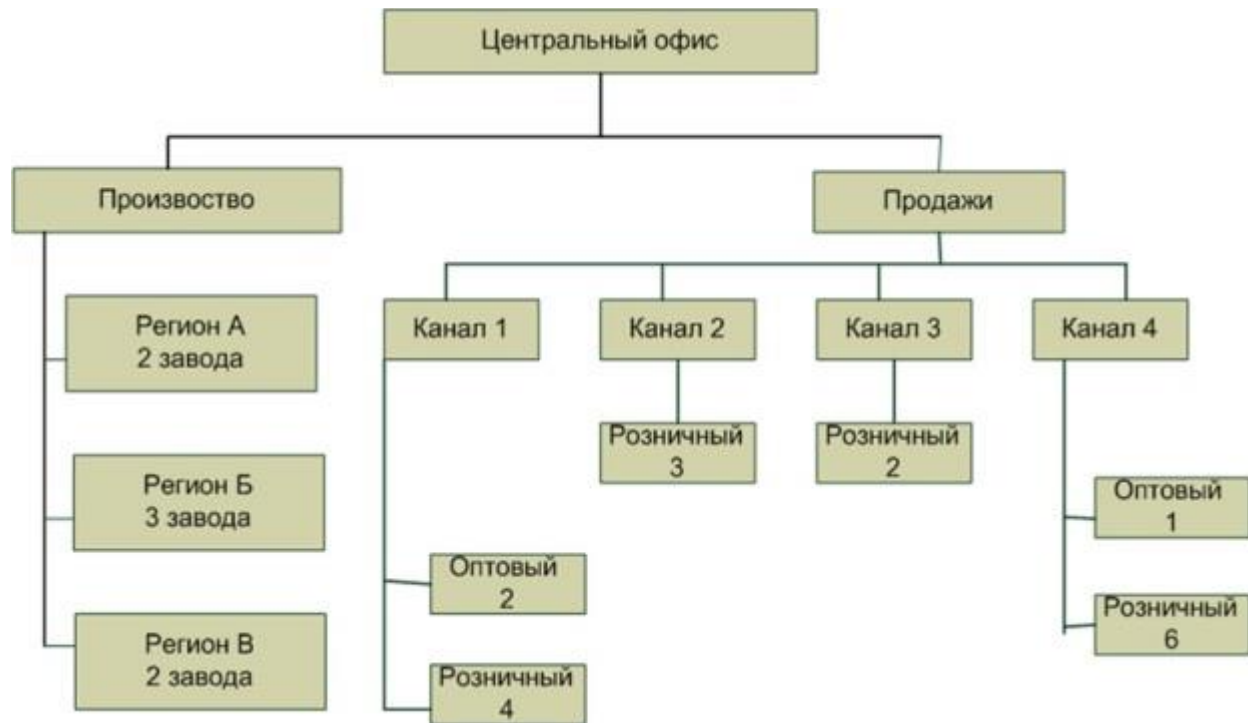 Центральный офис
Произвоство
Продажи
Регион А
2 завода
Регион Б
3 завода
Регион В
2 завода
Канал 1
Канал 2
Канал 3
Канал 4
Розничный
3
Розничный
2
Оптовый
2
Розничный
4
Оптовый
1
Розничный
6